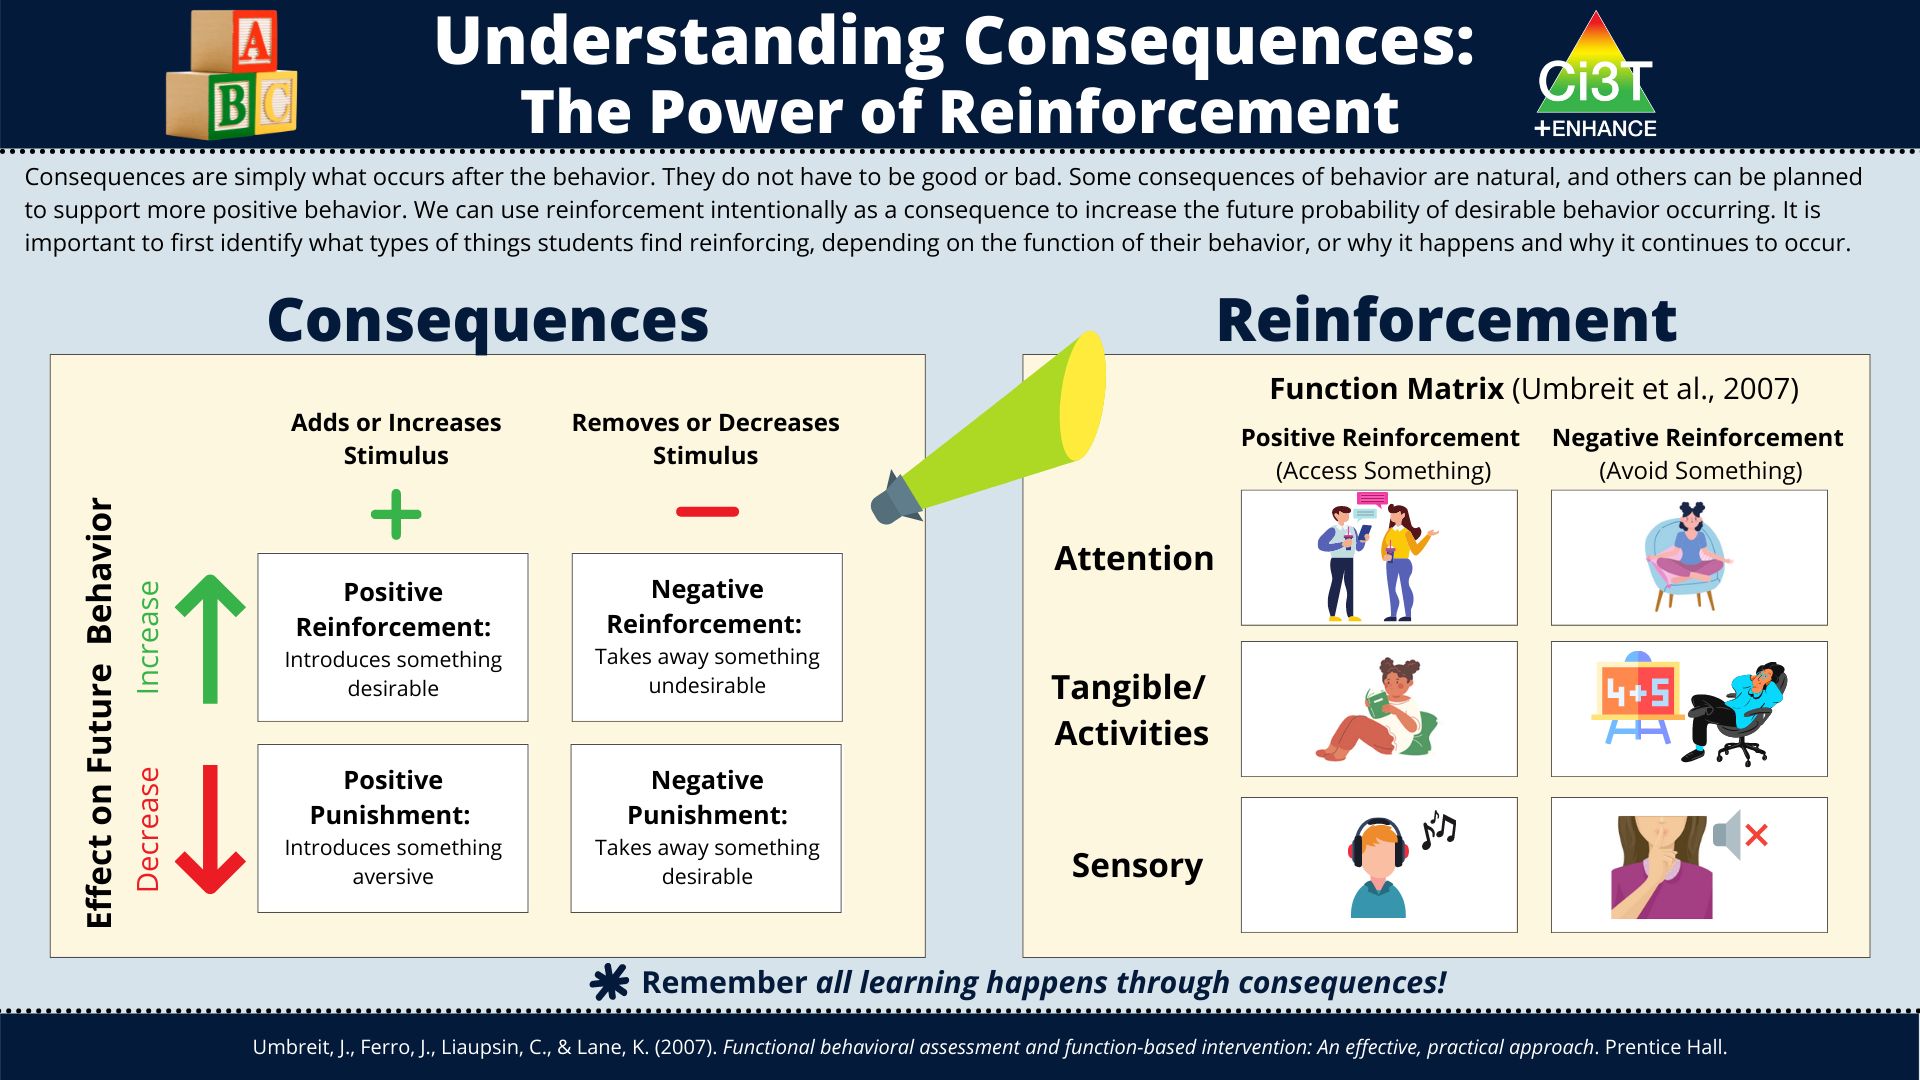 A
B C
Understanding Consequences:
The Power of Reinforcement
Ci3T
+ENHANCE
Consequences are simply what occurs after the behavior. They do not have to be good or bad. Some consequences of behavior are natural, and others can be planned
to support more positive behavior. We can use reinforcement intentionally as a consequence to increase the future probability of desirable behavior occurring. It is
important to first identify what types of things students find reinforcing, depending on the function of their behavior, or why it happens and why it continues to occur.
Consequences
Adds or Increases
Stimulus
Removes or Decreases
Stimulus
+
−
Effect on Future Behavior
Increase
Positive
Reinforcement:
Introduces something
desirable
Negative
Reinforcement:
Takes away something
undesirable
Decrease
Positive
Punishment:
Introduces something
aversive
Negative
Punishment:
Takes away something
desirable
Reinforcement
Function Matrix (Umbreit et al., 2007)
Positive Reinforcement
(Access Something)
Negative Reinforcement
(Avoid Something)
Attention
Tangible/
Activities
4+5
Sensory
Remember all learning happens through consequences!
Umbreit, J., Ferro, J., Liaupsin, C., & Lane, K. (2007). Functional behavioral assessment and function-based intervention: An effective, practical approach. Prentice Hall.